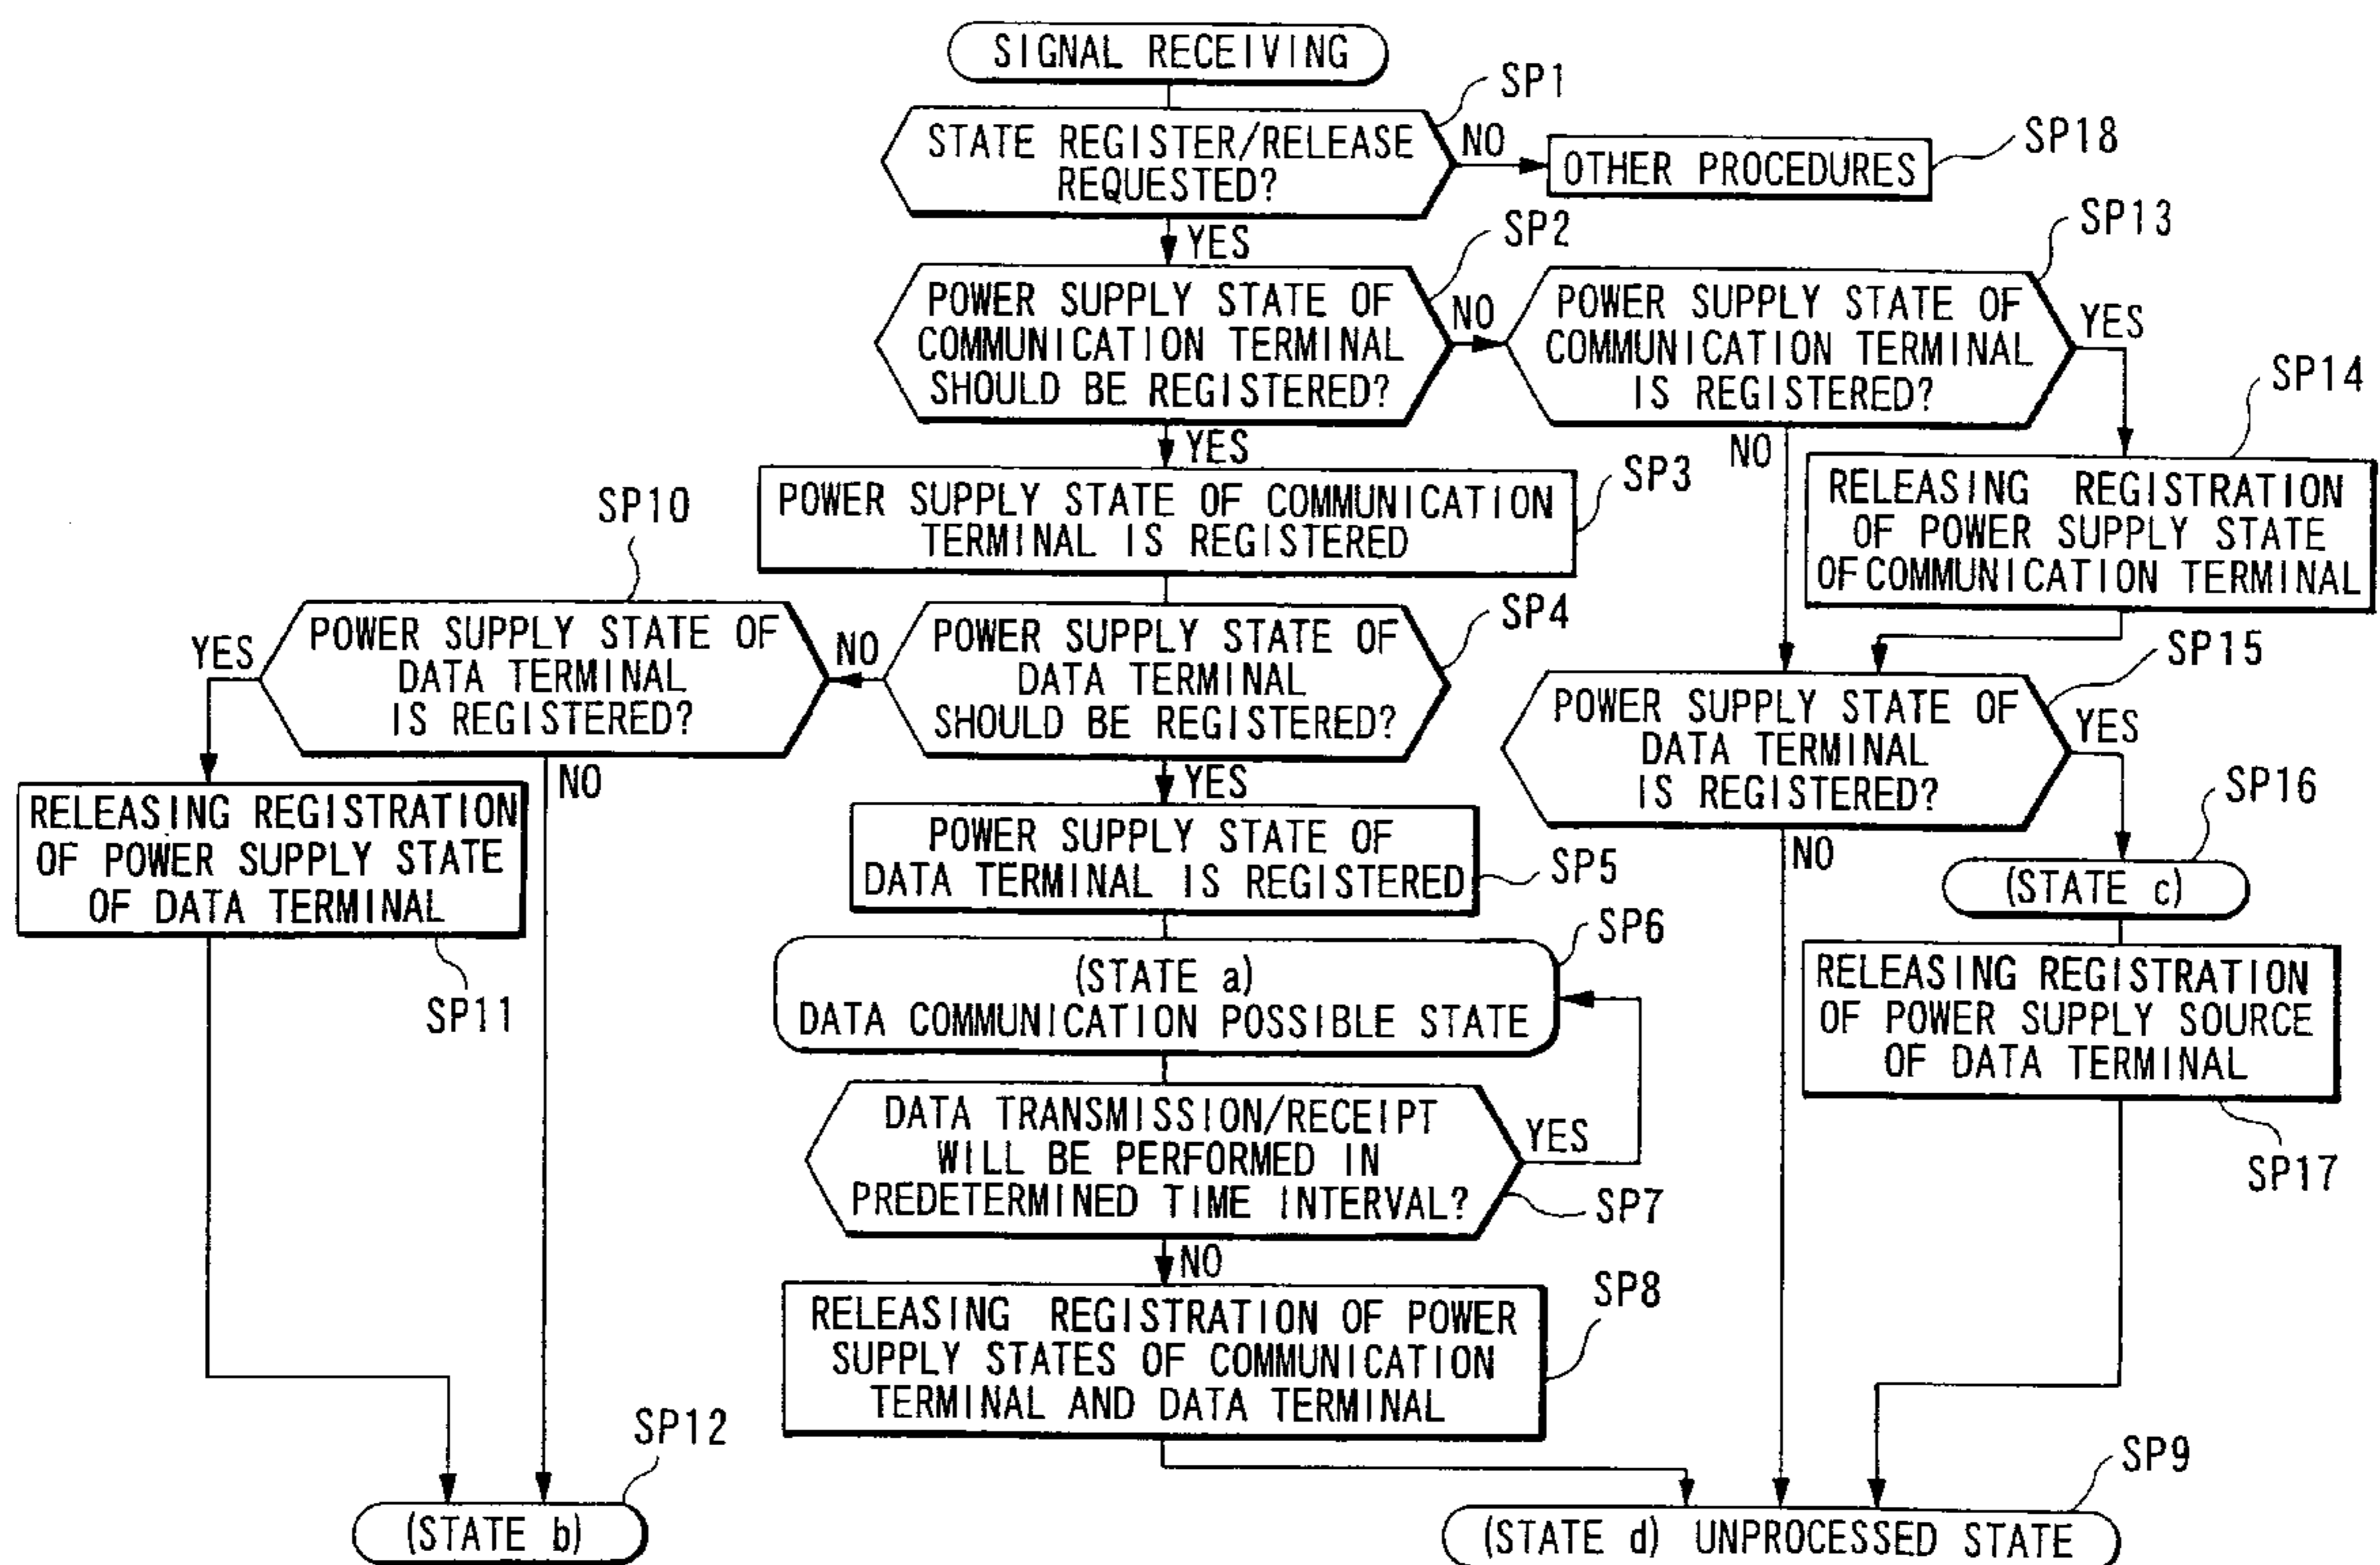 SIGNAL RECEIVING
SP1
STATE REGISTER/RELEASE
REQUESTED?
NO
OTHER PROCEDURES
SP18
YES
SP2
POWER SUPPLY STATE OF
COMMUNICATION TERMINAL
SHOULD BE REGISTERED?
NO
SP13
POWER SUPPLY STATE OF
COMMUNICATION TERMINAL
IS REGISTERED?
YES
NO
SP14
RELEASING REGISTRATION
OF POWER SUPPLY STATE
OF COMMUNICATION TERMINAL
YES
SP3
POWER SUPPLY STATE OF COMMUNICATION
TERMINAL IS REGISTERED
SP4
POWER SUPPLY STATE OF
DATA TERMINAL
SHOULD BE REGISTERED?
NO
SP10
POWER SUPPLY STATE OF
DATA TERMINAL
IS REGISTERED?
YES
NO
RELEASING REGISTRATION
OF POWER SUPPLY STATE
OF DATA TERMINAL
SP11
YES
POWER SUPPLY STATE OF
DATA TERMINAL IS REGISTERED
SP5
SP15
POWER SUPPLY STATE OF
DATA TERMINAL
IS REGISTERED?
YES
NO
SP16
(STATE c)
RELEASING REGISTRATION
OF POWER SUPPLY SOURCE
OF DATA TERMINAL
SP17
SP6
(STATE a)
DATA COMMUNICATION POSSIBLE STATE
DATA TRANSMISSION/RECEIPT
WILL BE PERFORMED IN
PREDETERMINED TIME INTERVAL?
YES
SP7
NO
SP8
RELEASING REGISTRATION OF POWER
SUPPLY STATES OF COMMUNICATION
TERMINAL AND DATA TERMINAL
SP12
(STATE b)
SP9
(STATE d) UNPROCESSED STATE